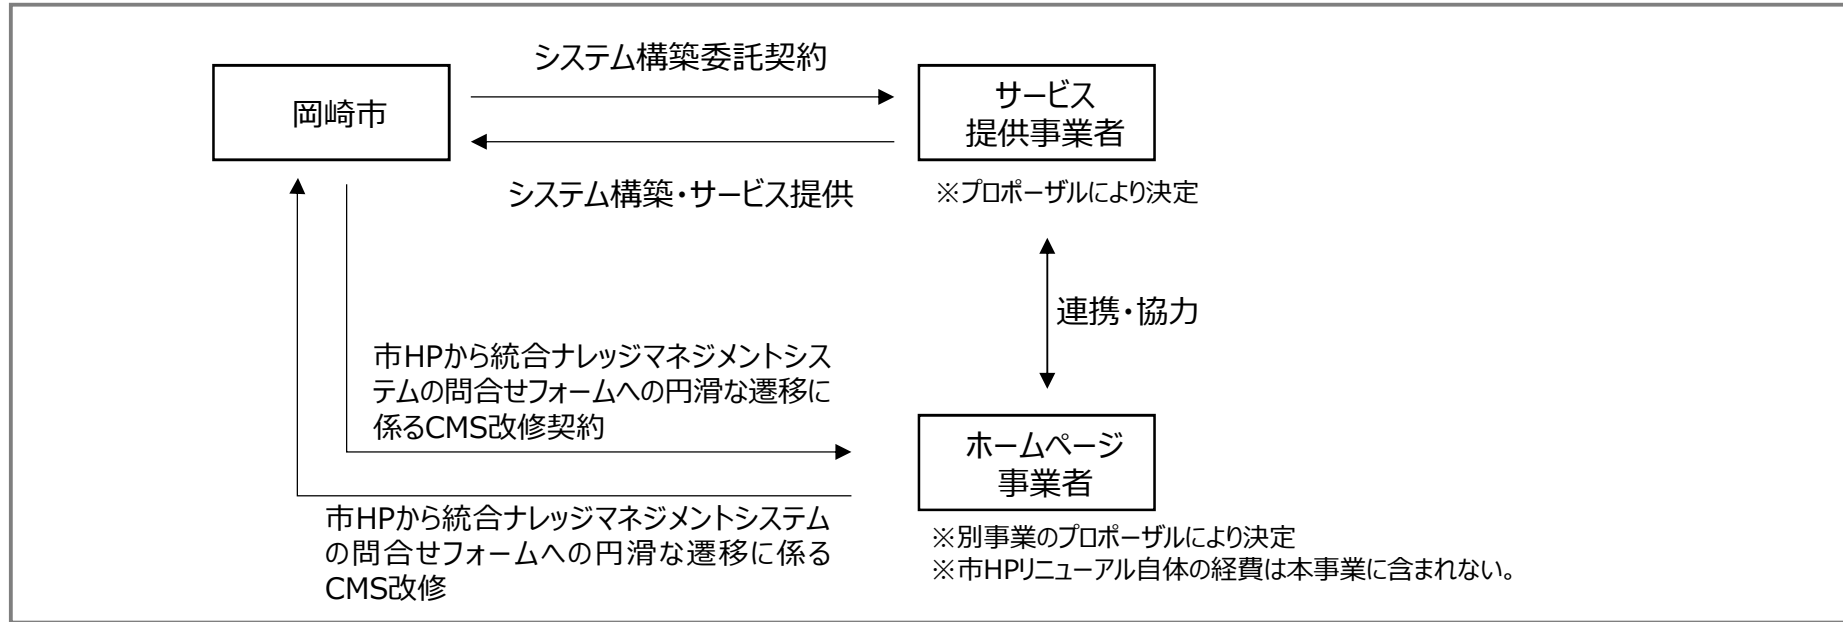 システム構築委託契約
岡崎市
サービス
提供事業者
システム構築・サービス提供
※プロポーザルにより決定
連携・協力
市HPから統合ナレッジマネジメントシス
テムの問合せフォームへの円滑な遷移に
係るCMS改修契約
ホームページ
事業者
市HPから統合ナレッジマネジメントシステム
の問合せフォームへの円滑な遷移に係る
CMS改修
※別事業のプロポーザルにより決定
※市HPリニューアル自体の経費は本事業に含まれない。